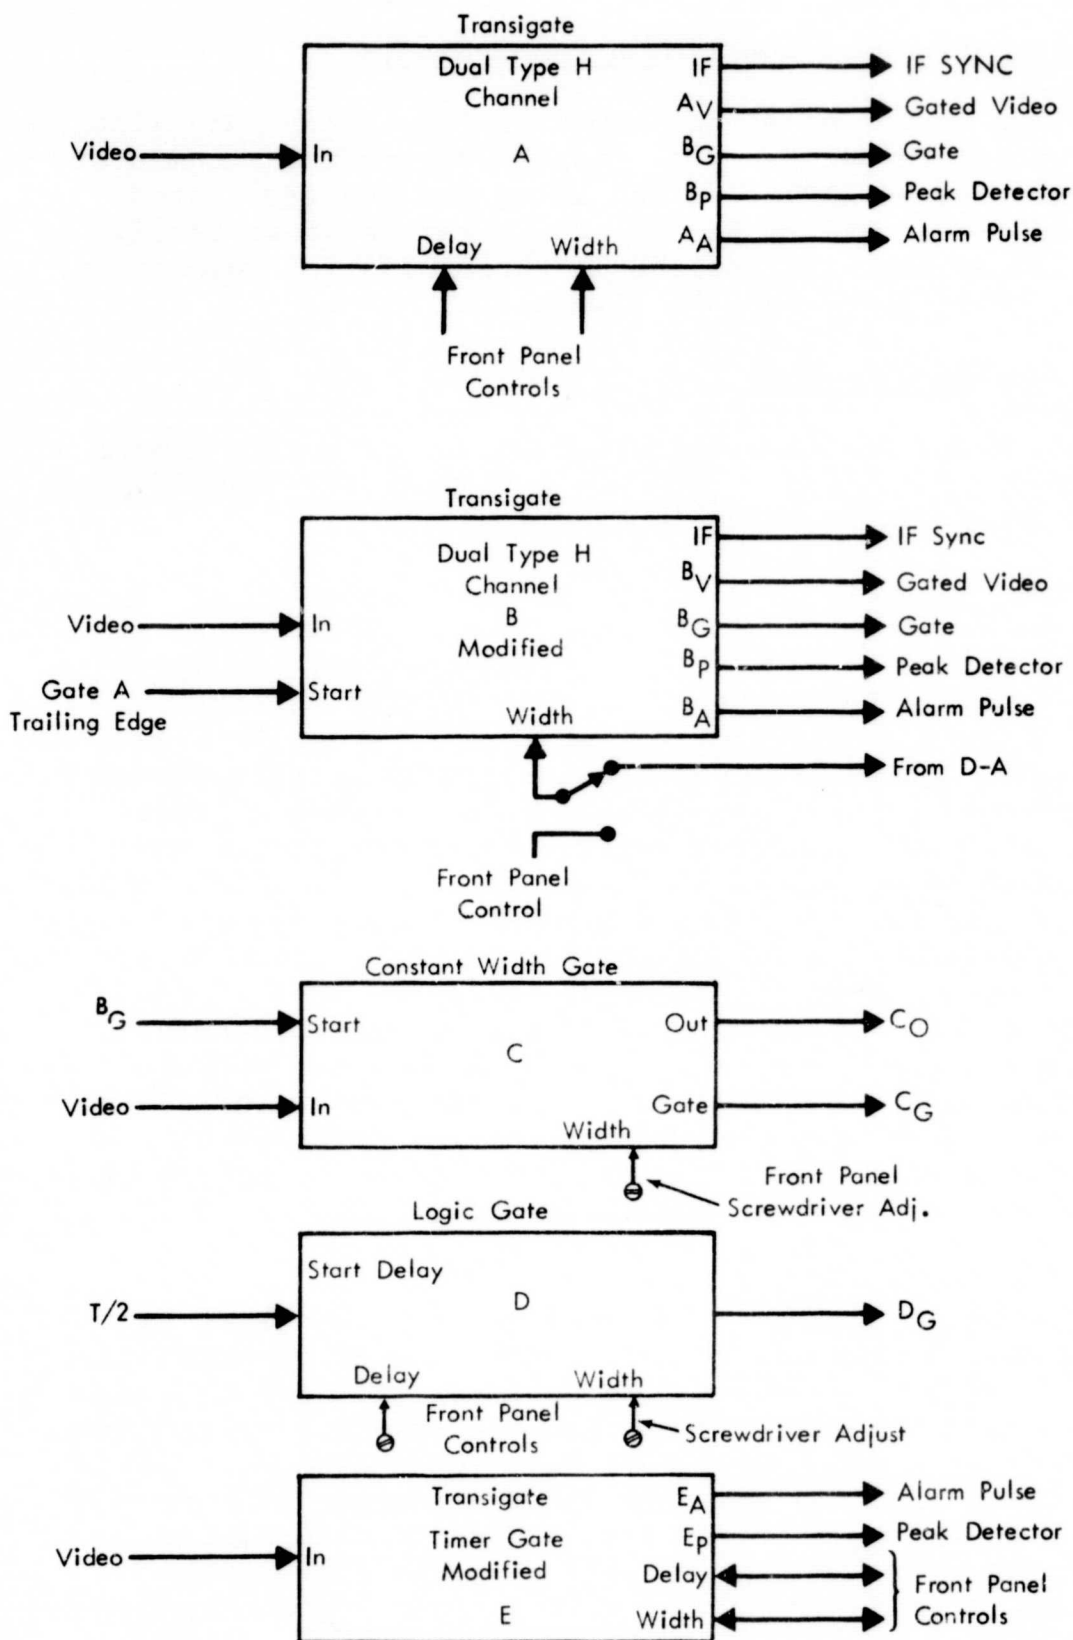 Transigate
Dual Type H
Channel
A
Video
In
IF
IF SYNC
AV
Gated Video
BG
Gate
BP
Peak Detector
AA
Alarm Pulse
Delay
Width
Front Panel
Controls
Transigate
Dual Type H
Channel
B
Modified
Video
In
Gate A
Trailing Edge
Start
IF
IF Sync
BV
Gated Video
BG
Gate
BP
Peak Detector
BA
Alarm Pulse
Width
From D-A
Front Panel
Control
Constant Width Gate
BG
Start
C
Out
CO
Video
In
Gate
CG
Width
Front Panel
Screwdriver Adj.
Logic Gate
Start Delay
T/2
D
DG
Delay
Width
Front Panel
Controls
Screwdriver Adjust
Transigate
Timer Gate
Modified
E
Video
In
EA
Alarm Pulse
EP
Peak Detector
Delay
Width
Front Panel
Controls